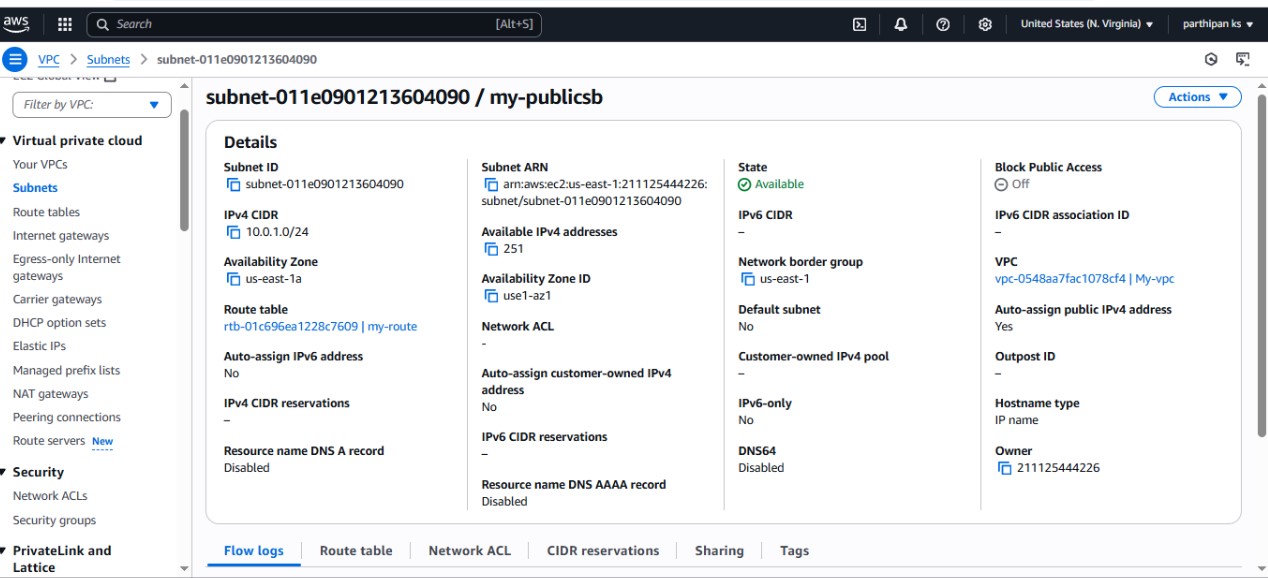 aws
Search
[Alt+S]
United States (N. Virginia)
parthipan ks
VPC
Subnets
subnet-011e0901213604090
EC2 Global View
Filter by VPC:
Virtual private cloud
Your VPCs
Subnets
Route tables
Internet gateways
Egress-only Internet
gateways
Carrier gateways
DHCP option sets
Elastic IPs
Managed prefix lists
NAT gateways
Peering connections
Route servers New
Security
Network ACLs
Security groups
PrivateLink and
Lattice
subnet-011e0901213604090 / my-publicsb
Actions
Details
Subnet ID
subnet-011e0901213604090
IPv4 CIDR
10.0.1.0/24
Availability Zone
us-east-1a
Route table
rtb-01c696ea1228c7609 | my-route
Auto-assign IPv6 address
No
IPv4 CIDR reservations
–
Resource name DNS A record
Disabled
Subnet ARN
arn:aws:ec2:us-east-1:211125444226:
subnet/subnet-011e0901213604090
Available IPv4 addresses
251
Availability Zone ID
use1-az1
Network ACL
-
Auto-assign customer-owned IPv4
address
No
IPv6 CIDR reservations
–
Resource name DNS AAAA record
Disabled
State
Available
IPv6 CIDR
–
Network border group
us-east-1
Default subnet
No
Customer-owned IPv4 pool
–
IPv6-only
No
DNS64
Disabled
Block Public Access
Off
IPv6 CIDR association ID
–
VPC
vpc-0548aa7fac1078cf4 | My-vpc
Auto-assign public IPv4 address
Yes
Outpost ID
–
Hostname type
IP name
Owner
211125444226
Flow logs
Route table
Network ACL
CIDR reservations
Sharing
Tags